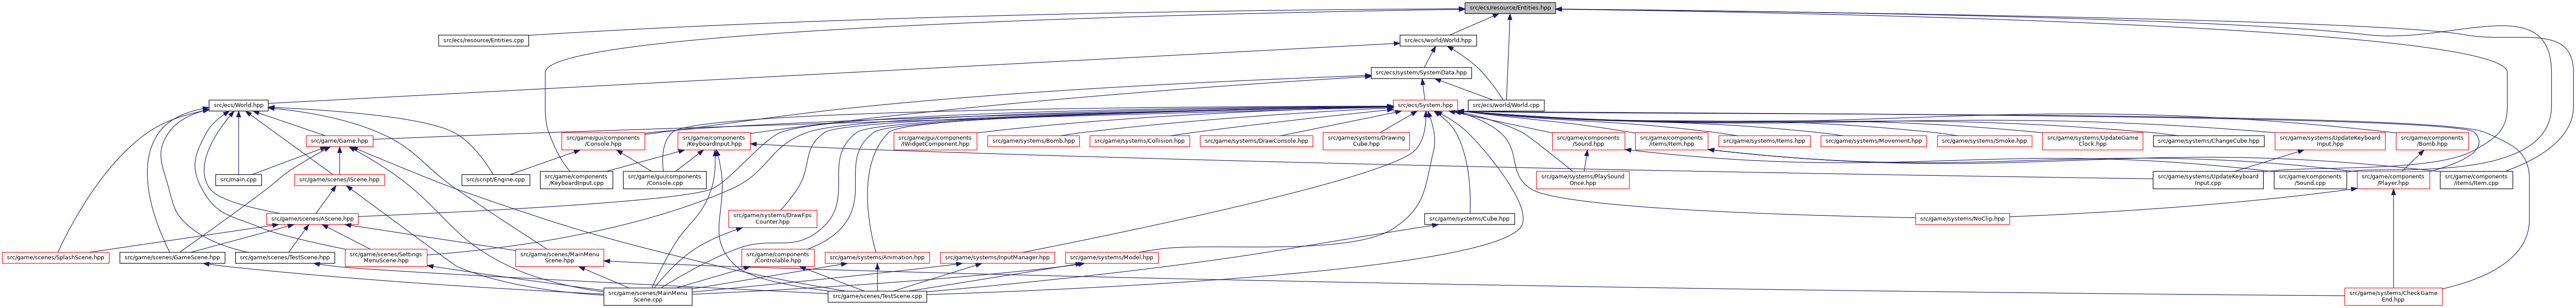 src/ecs/resource/Entities.hpp
src/ecs/resource/Entities.cpp
src/ecs/world/World.hpp
src/ecs/system/SystemData.hpp
src/ecs/World.hpp
src/ecs/System.hpp
src/ecs/world/World.cpp
src/game/Game.hpp
src/game/gui/components
/Console.hpp
src/game/components
/KeyboardInput.hpp
src/game/gui/components
/IWidgetComponent.hpp
src/game/systems/Bomb.hpp
src/game/systems/Collision.hpp
src/game/systems/DrawConsole.hpp
src/game/systems/Drawing
Cube.hpp
src/game/components
/Sound.hpp
src/game/components
/items/Item.hpp
src/game/systems/Items.hpp
src/game/systems/Movement.hpp
src/game/systems/Smoke.hpp
src/game/systems/UpdateGame
Clock.hpp
src/game/systems/ChangeCube.hpp
src/game/systems/UpdateKeyboard
Input.hpp
src/game/components
/Bomb.hpp
src/main.cpp
src/game/scenes/IScene.hpp
src/script/Engine.cpp
src/game/components
/KeyboardInput.cpp
src/game/gui/components
/Console.cpp
src/game/systems/PlaySound
Once.hpp
src/game/systems/UpdateKeyboard
Input.cpp
src/game/components
/Sound.cpp
src/game/components
/Player.hpp
src/game/components
/items/Item.cpp
src/game/scenes/AScene.hpp
src/game/systems/DrawFps
Counter.hpp
src/game/systems/Cube.hpp
src/game/systems/NoClip.hpp
src/game/scenes/SplashScene.hpp
src/game/scenes/GameScene.hpp
src/game/scenes/TestScene.hpp
src/game/scenes/Settings
MenuScene.hpp
src/game/scenes/MainMenu
Scene.hpp
src/game/components
/Controlable.hpp
src/game/systems/Animation.hpp
src/game/systems/InputManager.hpp
src/game/systems/Model.hpp
src/game/scenes/MainMenu
Scene.cpp
src/game/scenes/TestScene.cpp
src/game/systems/CheckGame
End.hpp